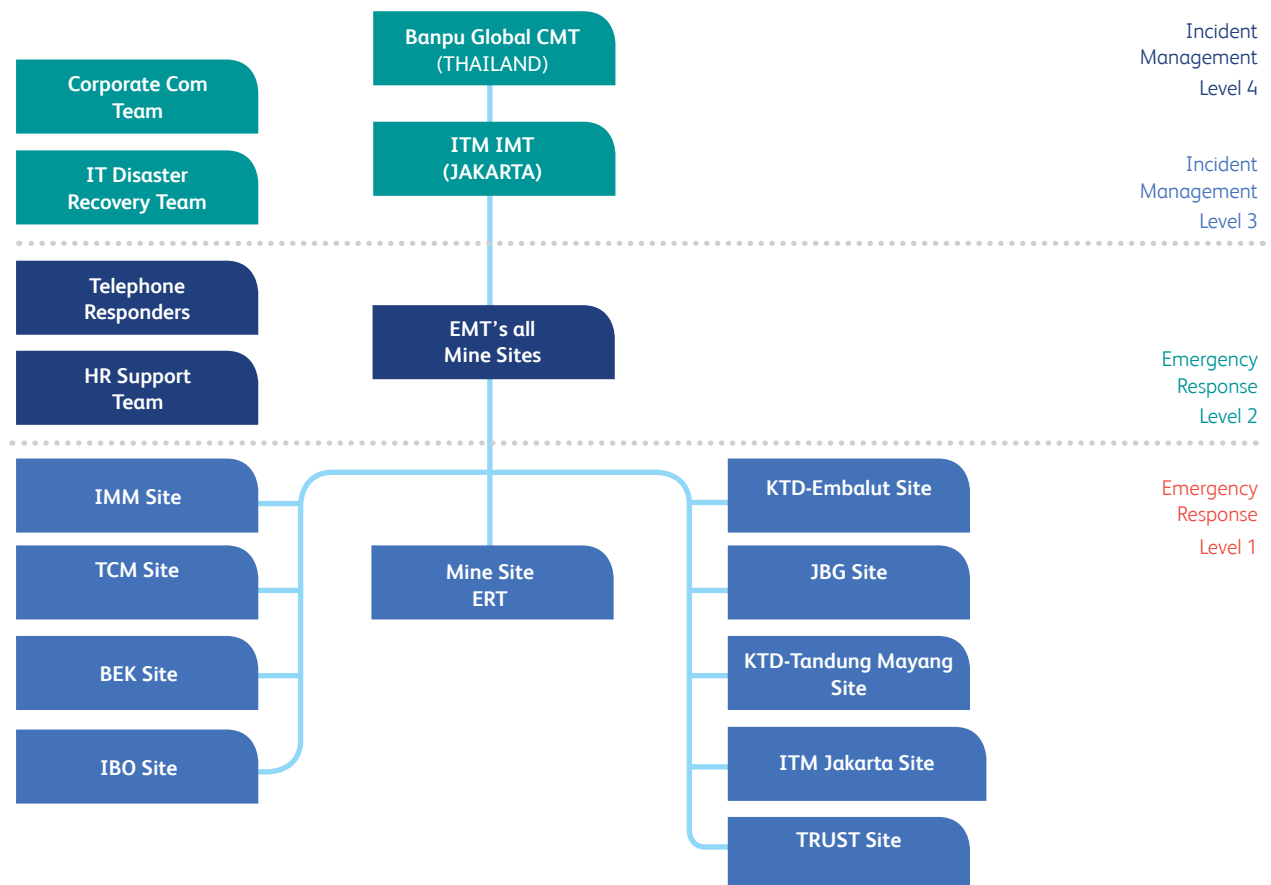 Banpu Global CMT
(THAILAND)
Incident
Management
Level 4
Corporate Com
Team
ITM IMT
(JAKARTA)
IT Disaster
Recovery Team
Incident
Management
Level 3
Telephone
Responders
EMT's all
Mine Sites
HR Support
Team
Emergency
Response
Level 2
IMM Site
KTD-Embalut Site
Emergency
Response
Level 1
TCM Site
Mine Site
ERT
JBG Site
BEK Site
KTD-Tandung Mayang
Site
IBO Site
ITM Jakarta Site
TRUST Site